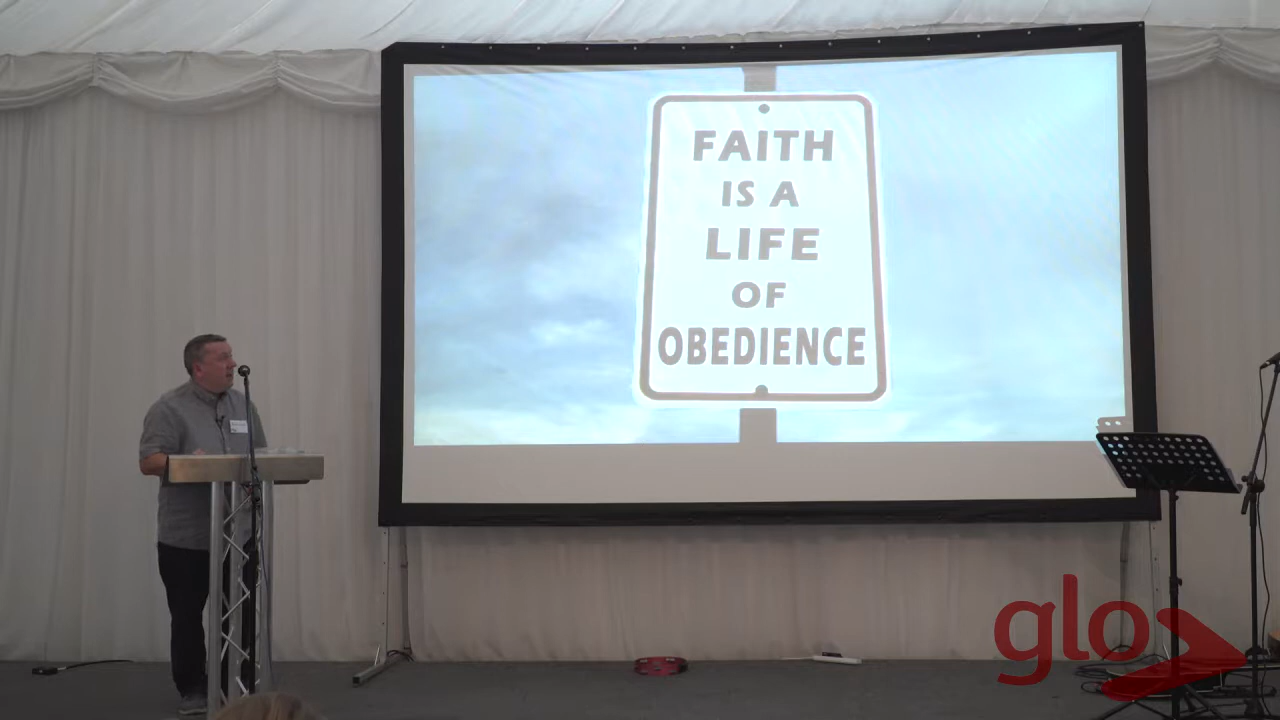 FAITH
IS A
LIFE
OF
OBEDIENCE
glo